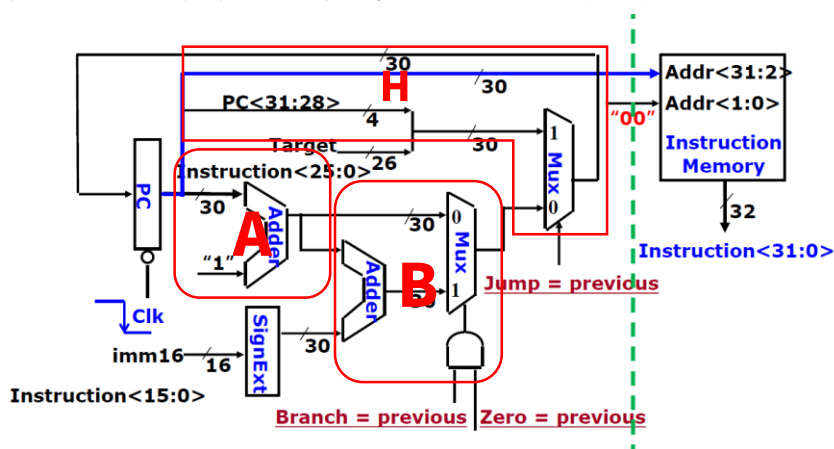 30
H
30
Addr<31:2>
PC<31:28>
4
Addr<1:0>
"00"
Target
26
30
1
Mux
0
Instruction
Memory
Instruction<25:0>
PC
30
A
Adder
"1"
30
0
Mux
1
B
Adder
32
Instruction<31:0>
Jump = previous
Clk
SignExt
30
imm16
16
Instruction<15:0>
Branch = previous
Zero = previous